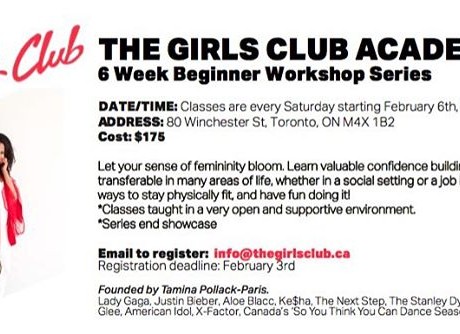 Club
THE GIRLS CLUB ACADE
6 Week Beginner Workshop Series
DATE/TIME: Classes are every Saturday starting February 6th,
ADDRESS: 80 Winchester St, Toronto, ON M4X 1B2
Cost: $175
Let your sense of femininity bloom. Learn valuable confidence buildin
transferable in many areas of life, whether in a social setting or a job
ways to stay physically fit, and have fun doing it!
*Classes taught in a very open and supportive environment.
*Series end showcase
Email to register: info@thegirlsclub.ca
Registration deadline: February 3rd
Founded by Tamina Pollack-Paris.
Lady Gaga, Justin Bieber, Aloe Blacc, Ke$ha, The Next Step, The Stanley Dy
Glee, American Idol, X-Factor, Canada's 'So You Think You Can Dance Seaso